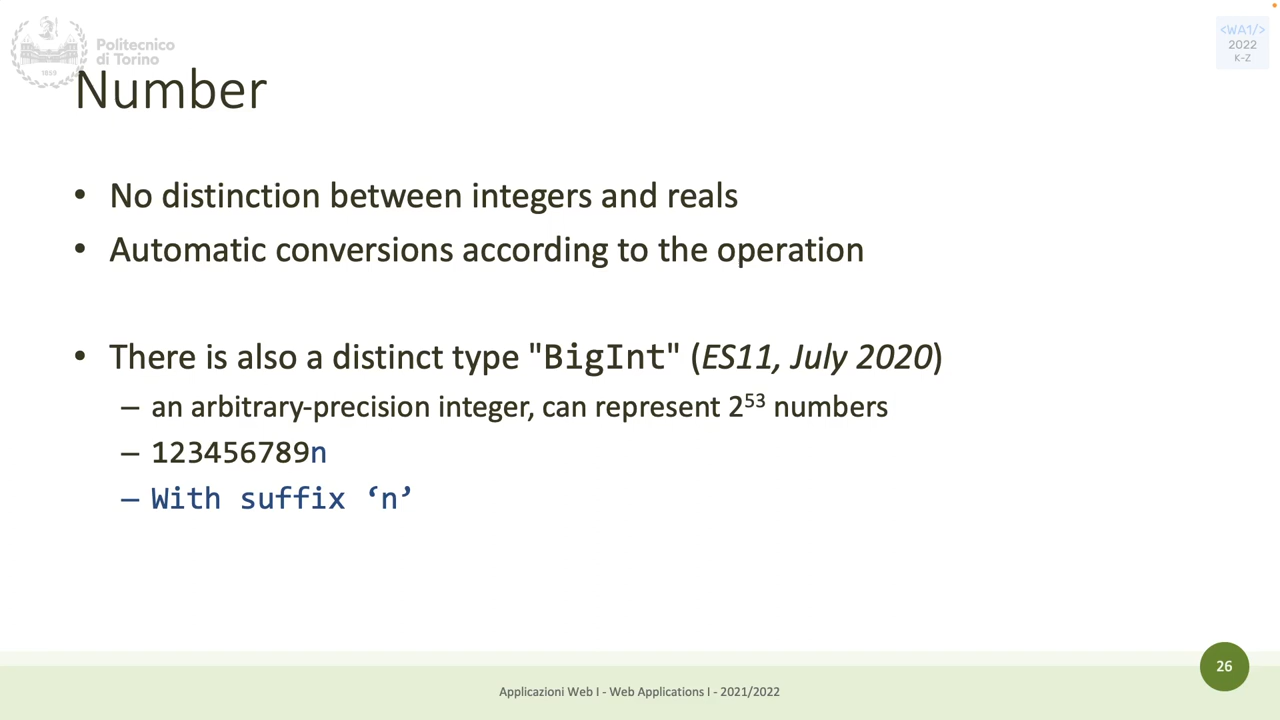 Politecnico
di Torino
1859
<WA1/>
2022
K-Z
Number
• No distinction between integers and reals
• Automatic conversions according to the operation
• There is also a distinct type "BigInt" (ES11, July 2020)
– an arbitrary-precision integer, can represent 2⁵³ numbers
– 123456789n
– With suffix ‘n’
26
Applicazioni Web I - Web Applications I - 2021/2022